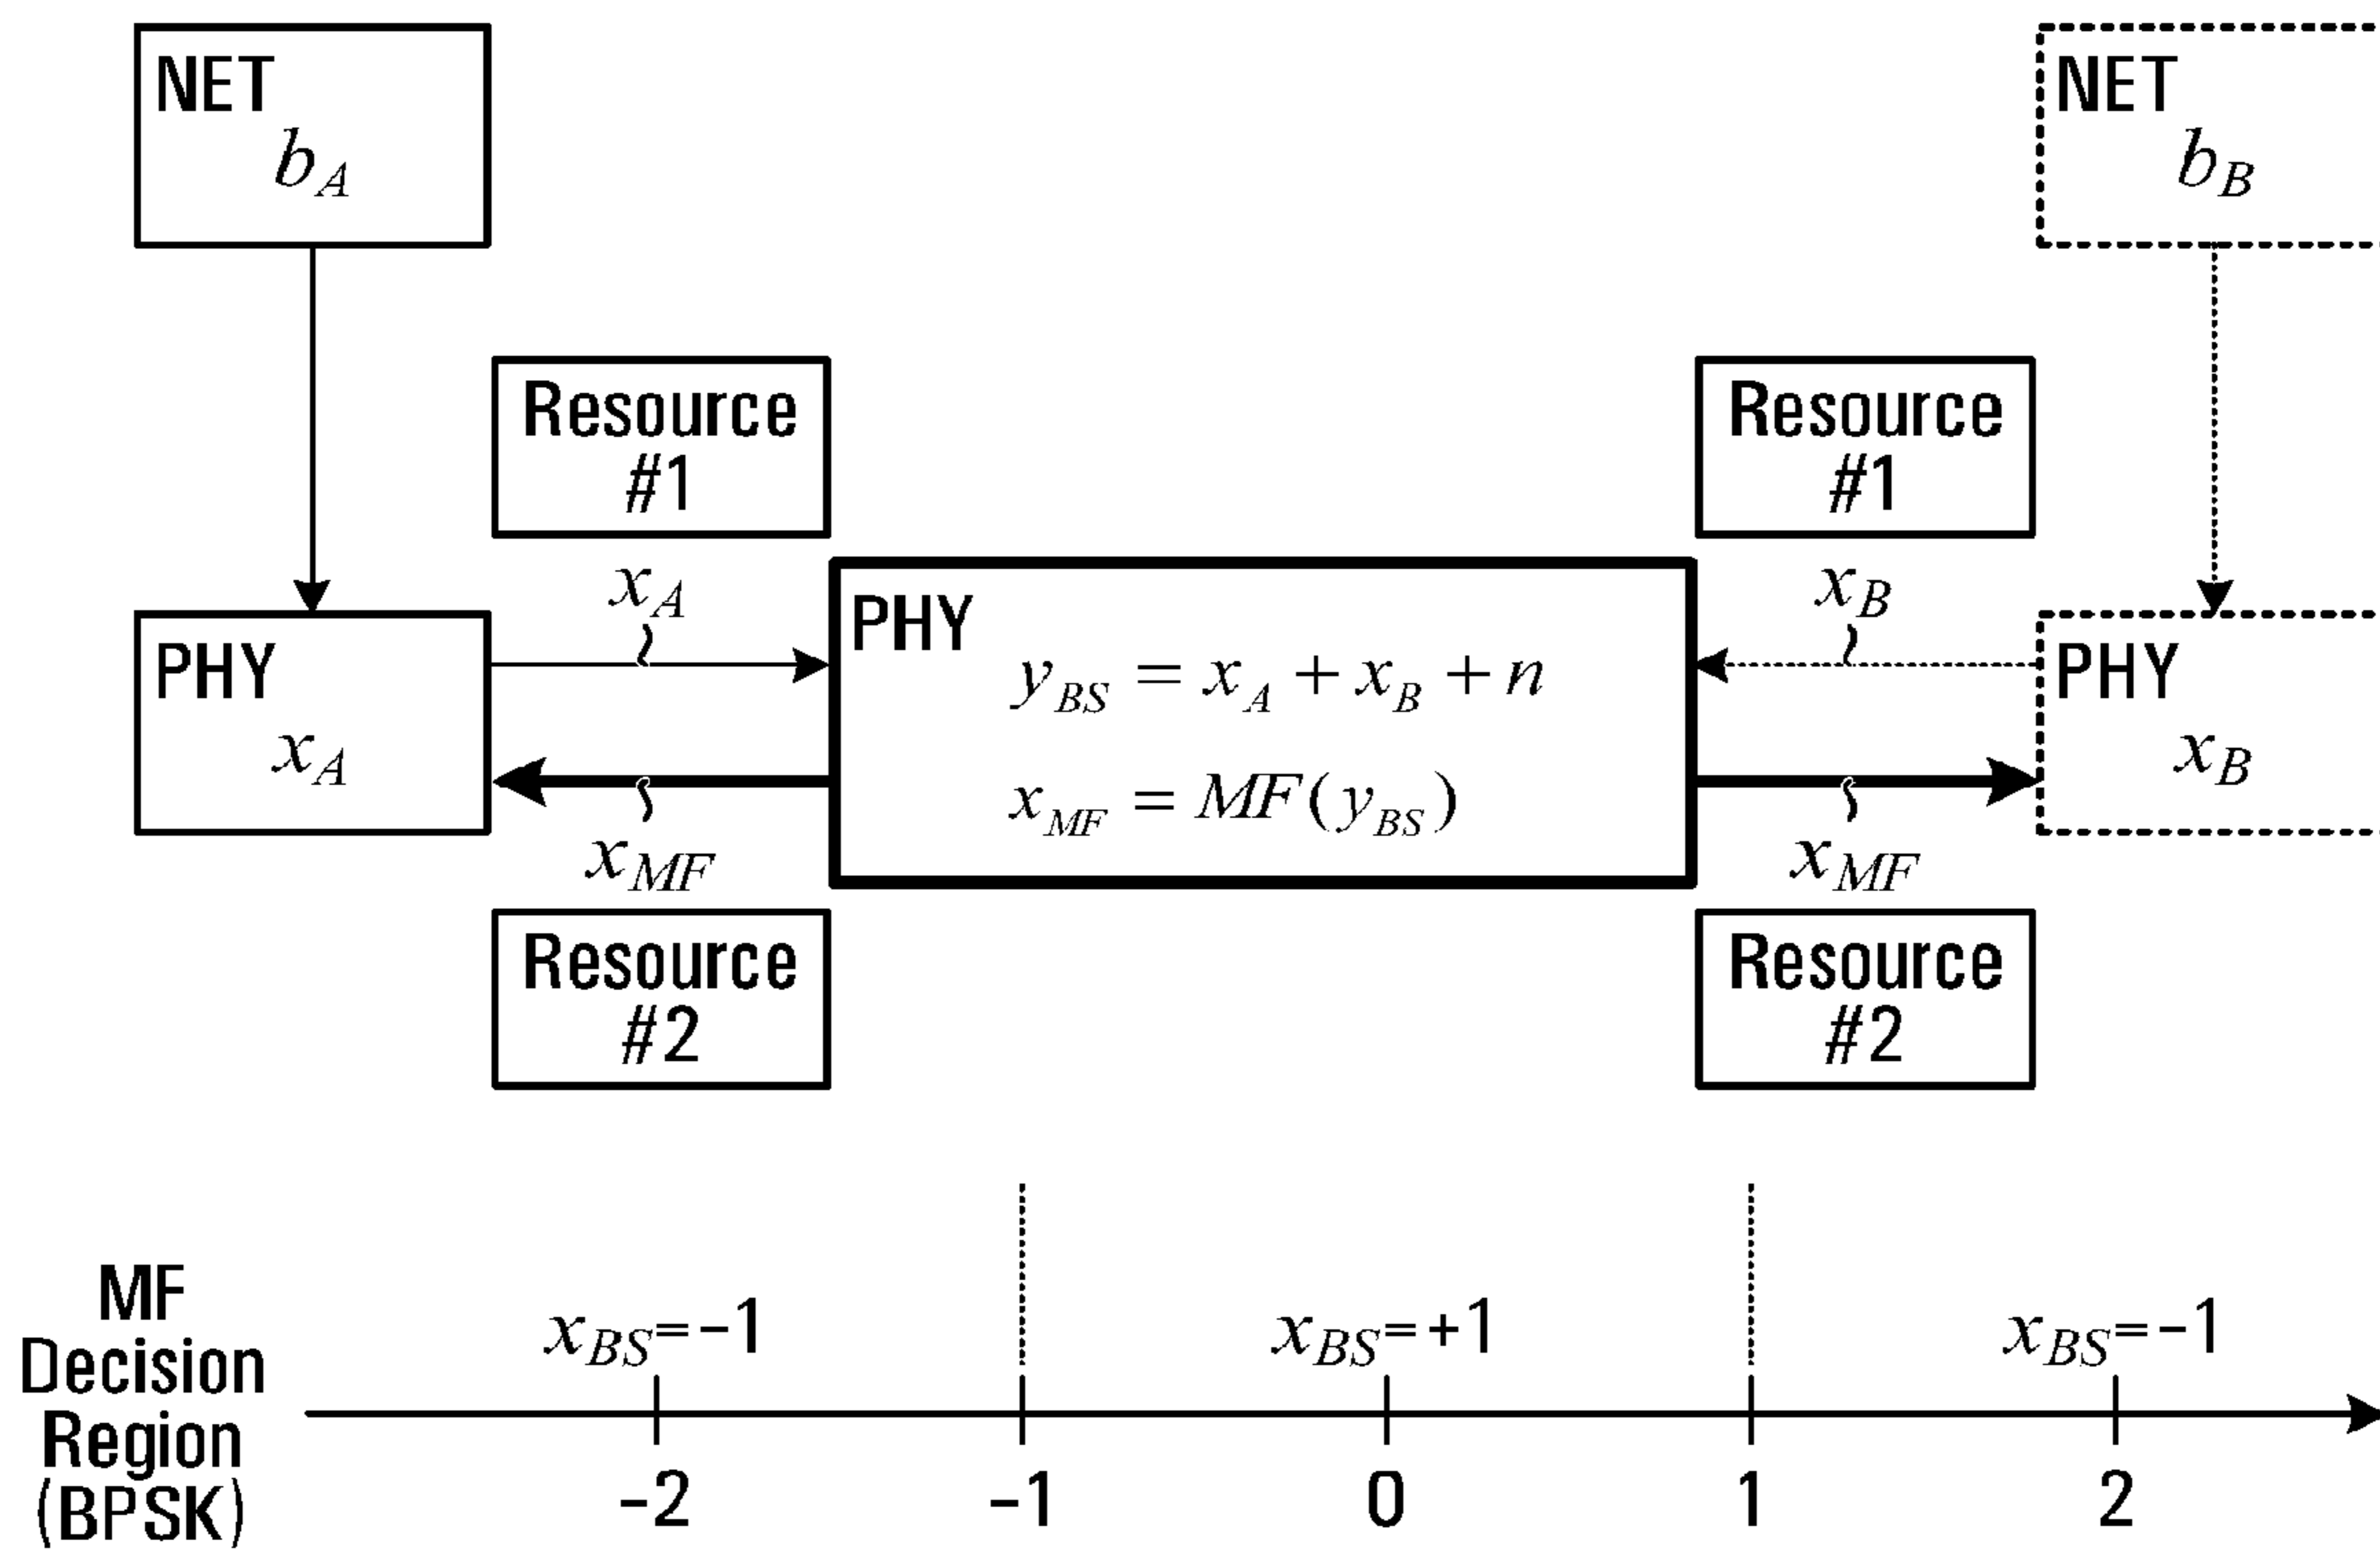 NET
b_A
NET
b_B
Resource
#1
Resource
#1
x_A
x_B
PHY
x_A
PHY
y_BS = x_A + x_B + n
x_MF = MF(y_BS)
PHY
x_B
x_MF
x_MF
Resource
#2
Resource
#2
MF
Decision
Region
(BPSK)
x_BS=-1
x_BS=+1
x_BS=-1
-2
-1
0
1
2